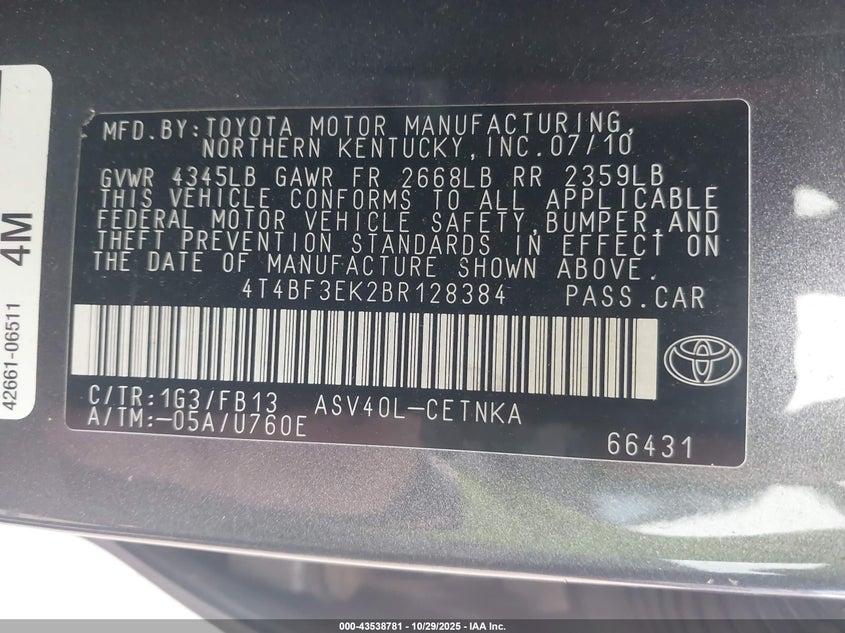 MFD.BY:TOYOTA MOTOR MANUFACTURING,
NORTHERN KENTUCKY,INC.07/10
GVWR 4345LB GAWR FR 2668LB RR 2359LB
THIS VEHICLE CONFORMS TO ALL APPLICABLE
FEDERAL MOTOR VEHICLE SAFETY,BUMPER,AND
THEFT PREVENTION STANDARDS IN EFFECT ON
THE DATE OF MANUFACTURE SHOWN ABOVE.
4T4BF3EK2BR128384 PASS.CAR
C/TR:1G3/FB13 ASV40L-CETNKA
A/TM:-05A/U760E
66431
42661-06511 4M
000-43538781 - 10/29/2025 - IAA Inc.